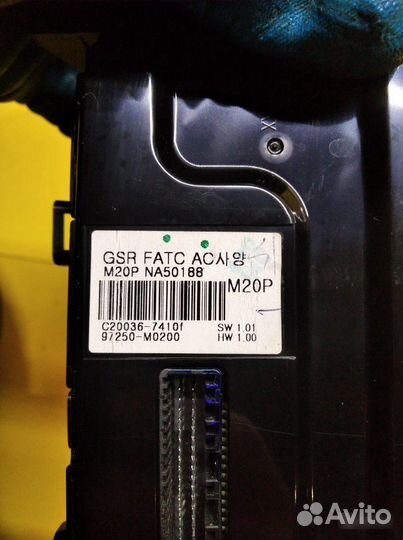 GSR FATC AC사양
M20P NA50188
M20P
C20036-7410f SW 1.01
97250-M0200 HW 1.00
Avito